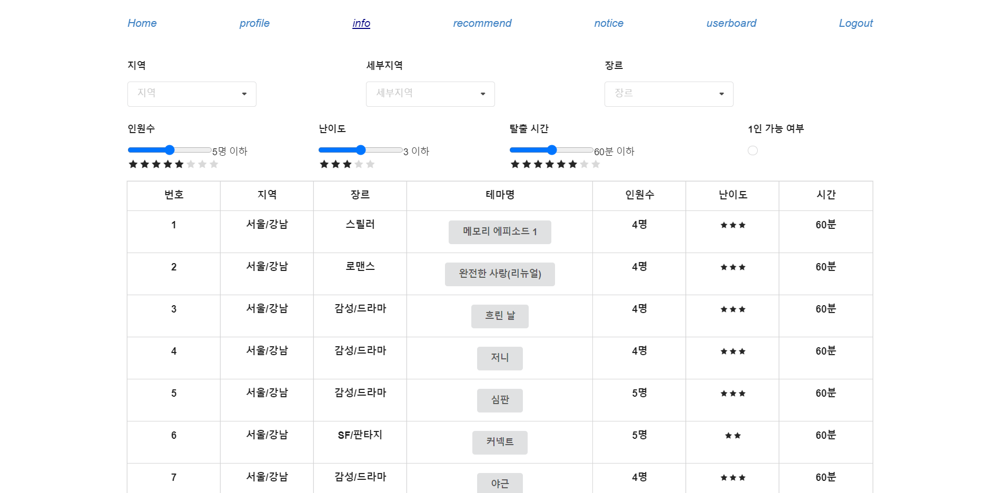 Home profile info recommend notice userboard Logout
지역 세부지역 장르
지역 세부지역 장르
인원수 난이도 탈출 시간 1인 가능 여부
5명 이하 3 이하 60분 이하
번호 지역 장르 테마명 인원수 난이도 시간
1 서울/강남 스릴러 메모리 에피소드 1 4명 ★★★ 60분
2 서울/강남 로맨스 완전한 사랑(리뉴얼) 4명 ★★★ 60분
3 서울/강남 감성/드라마 흐린 날 4명 ★★★ 60분
4 서울/강남 감성/드라마 저니 4명 ★★★ 60분
5 서울/강남 감성/드라마 심판 5명 ★★★ 60분
6 서울/강남 SF/판타지 커넥트 5명 ★★ 60분
7 서울/강남 감성/드라마 야근 4명 ★★★ 60분